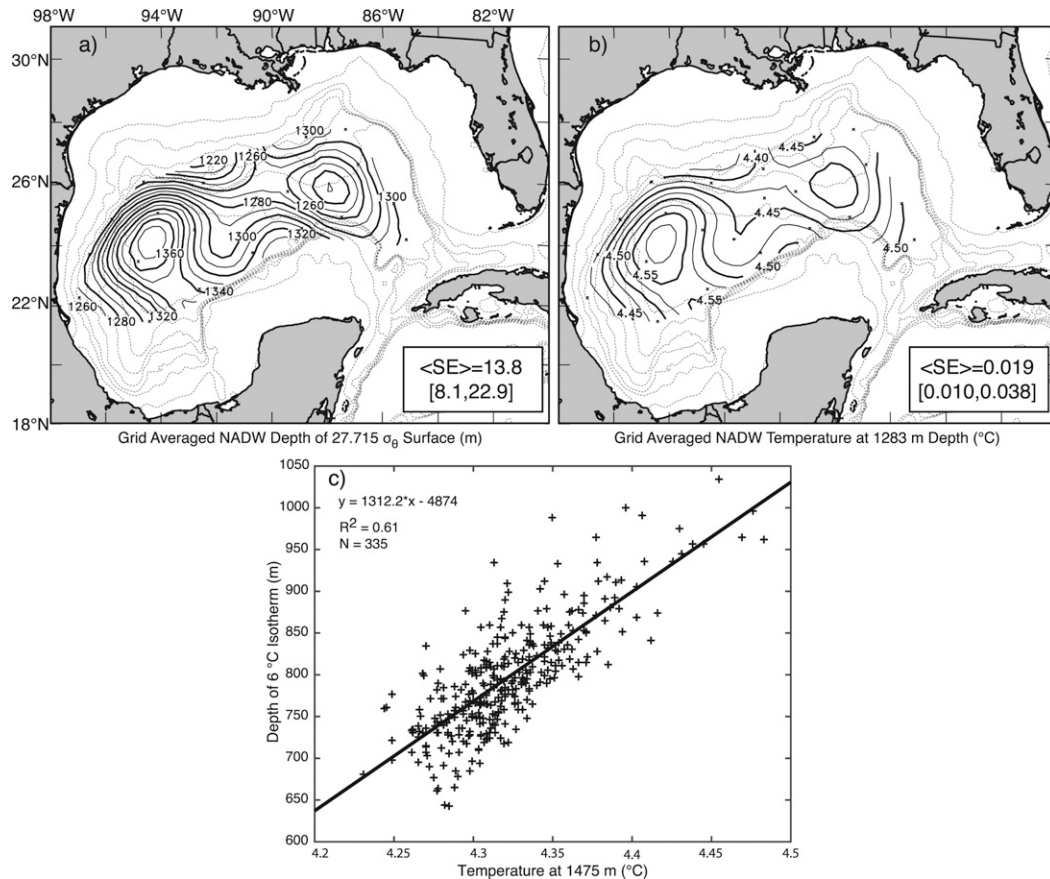 98°W 94°W 90°W 86°W 82°W
a)
30°N
26°N
22°N
18°N
1300
1220
1260
1280
1260
1300
1300
1320
1360
1340
1260
1280
1320
<SE>=13.8
[8.1,22.9]
Grid Averaged NADW Depth of 27.715 σθ Surface (m)
b)
30°N
26°N
22°N
18°N
4.45
4.40
4.45
4.50
4.55
4.50
4.50
4.55
4.45
<SE>=0.019
[0.010,0.038]
Grid Averaged NADW Temperature at 1283 m Depth (°C)
c)
y = 1312.2*x - 4874
R² = 0.61
N = 335
Depth of 6 °C Isotherm (m)
1050
1000
950
900
850
800
750
700
650
600
4.2 4.25 4.3 4.35 4.4 4.45 4.5
Temperature at 1475 m (°C)